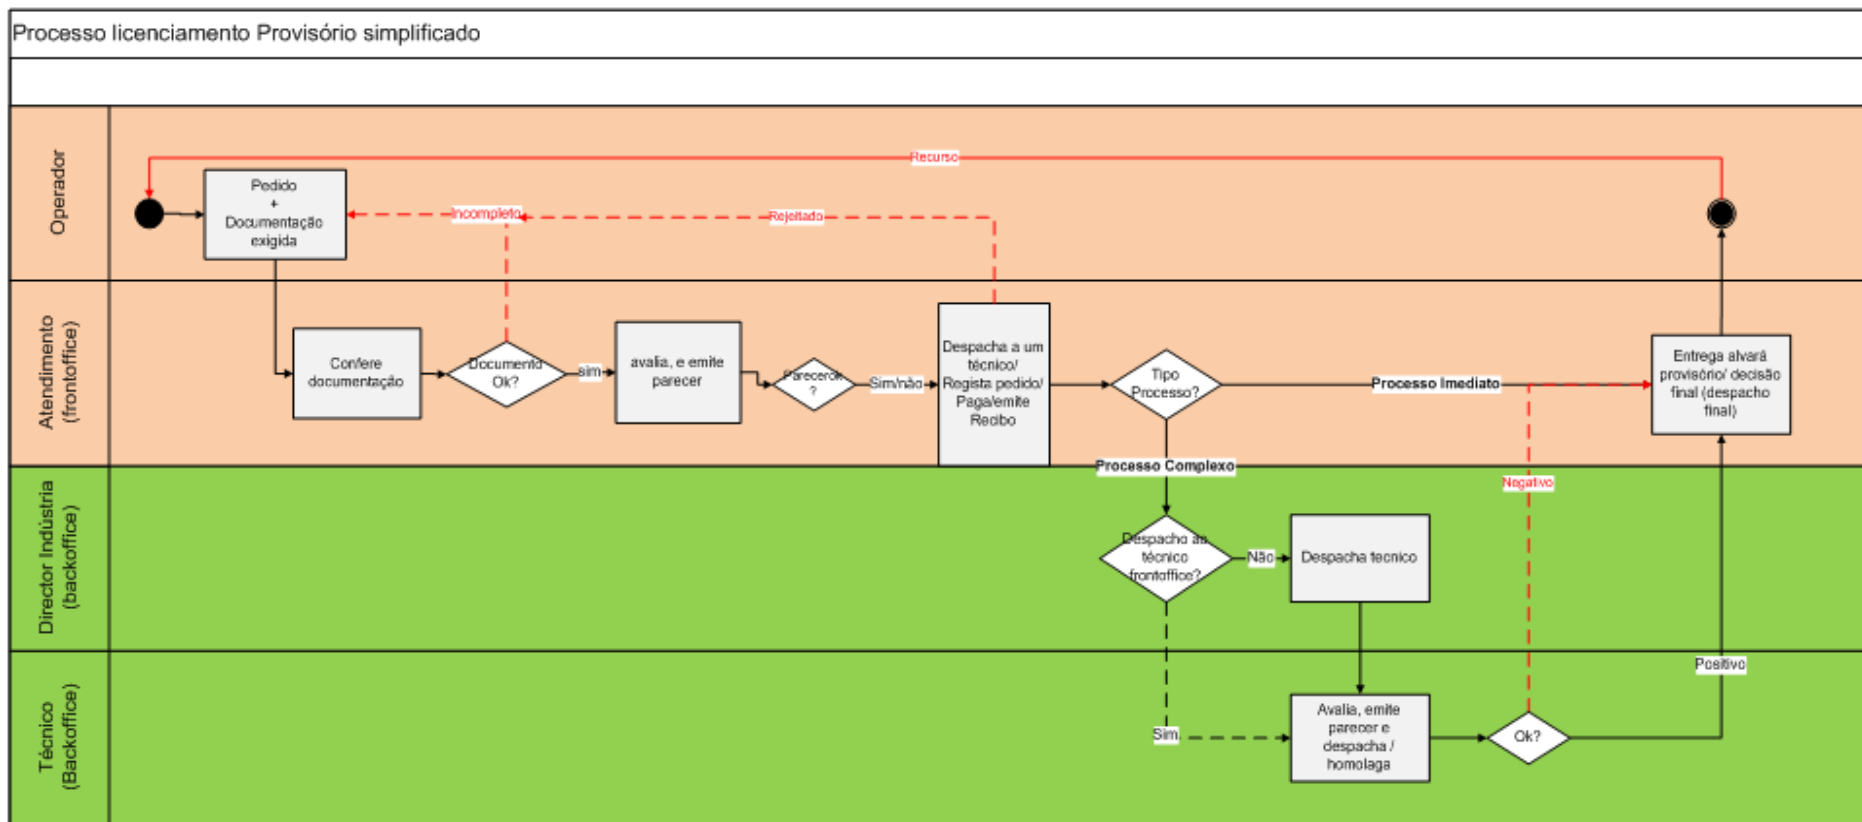 Processo licenciamento Provisório simplificado
Operador
Recurso
Pedido
+
Documentação
exigida
Incompleto
Rejeitado
Atendimento
(frontoffice)
Confere
documentação
Documento
Ok?
sim
avalia, e emite
parecer
Parecerok
?
Sim/não
Despacha a um
técnico/
Regista pedido/
Paga/emite
Recibo
Tipo
Processo?
Processo Imediato
Entrega alvará
provisório/ decisão
final (despacho
final)
Processo Complexo
Director Indústria
(backoffice)
Despacho ao
técnico
frontoffice?
Não
Despacha tecnico
Negativo
Técnico
(Backoffice)
Sim
Avalia, emite
parecer e
despacha /
homolaga
Ok?
Positivo